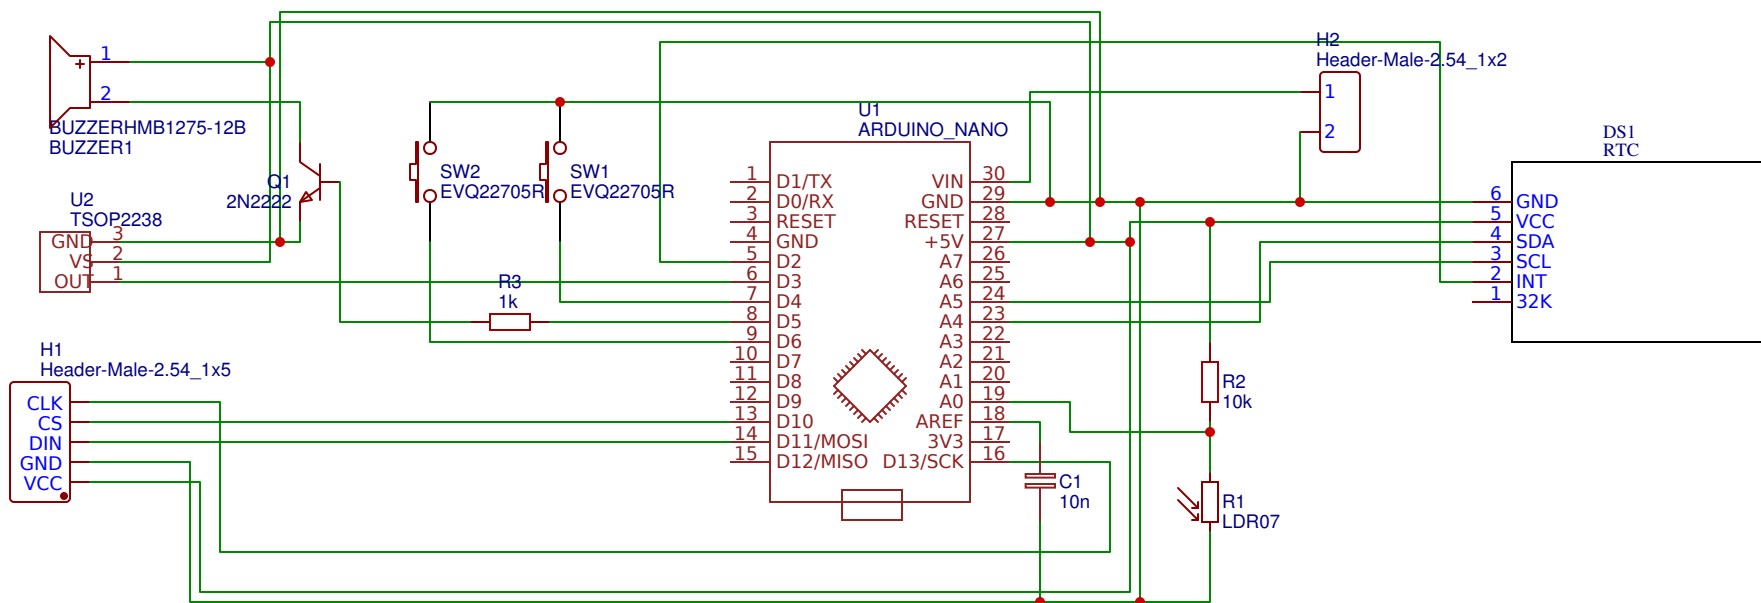 1
2
BUZZERHMB1275-12B
BUZZER1
Q1
2N2222
U2
TSOP2238
GND 3
VS 2
OUT 1
SW2
EVQ22705R
SW1
EVQ22705R
R3
1k
H1
Header-Male-2.54_1x5
CLK
CS
DIN
GND
VCC
U1
ARDUINO_NANO
1 D1/TX
2 D0/RX
3 RESET
4 GND
5 D2
6 D3
7 D4
8 D5
9 D6
10 D7
11 D8
12 D9
13 D10
14 D11/MOSI
15 D12/MISO
VIN 30
GND 29
RESET 28
+5V 27
A7 26
A6 25
A5 24
A4 23
A3 22
A2 21
A1 20
A0 19
AREF 18
3V3 17
D13/SCK 16
C1
10n
R2
10k
R1
LDR07
H2
Header-Male-2.54_1x2
1
2
DS1
RTC
6 GND
5 VCC
4 SDA
3 SCL
2 INT
1 32K